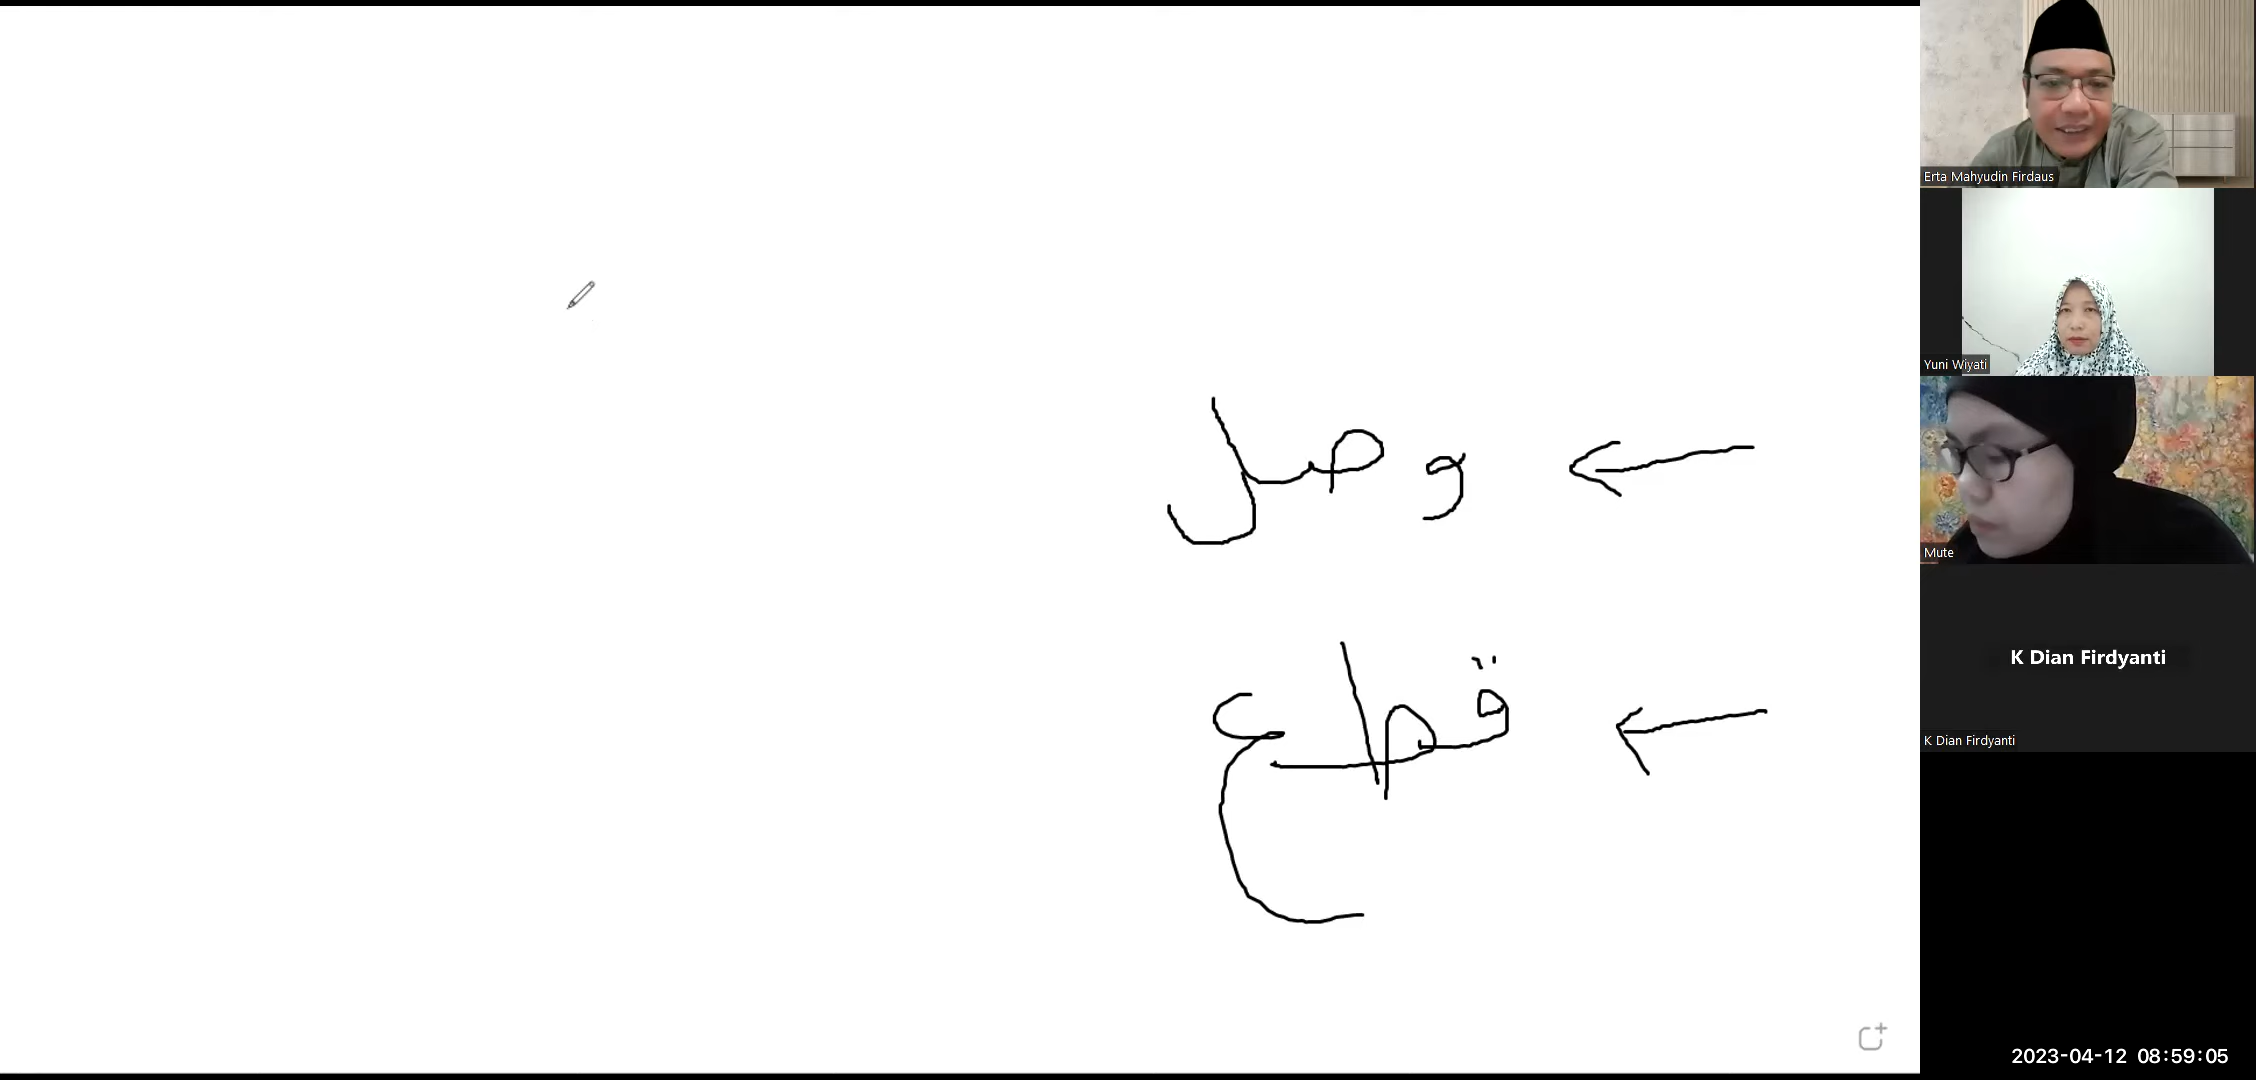 وصل ←
قطع ←
Erta Mahyudin Firdaus
Yuni Wiyati
Mute
K Dian Firdyanti
K Dian Firdyanti
2023-04-12 08:59:05